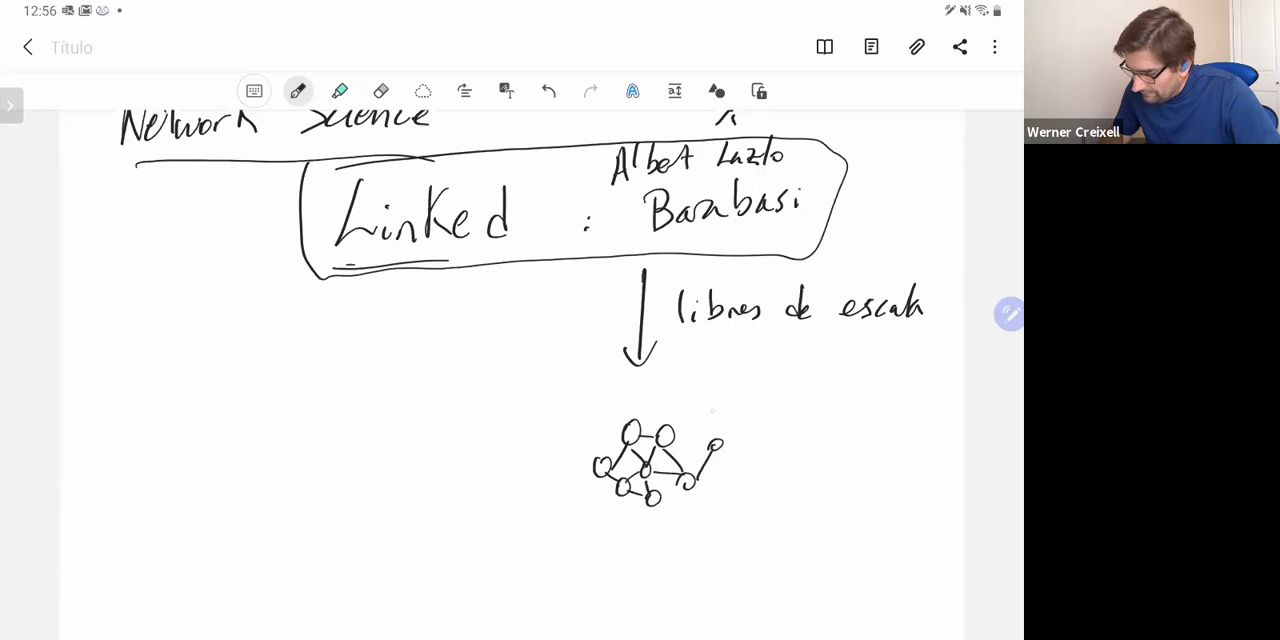 12:56
Título
Network Science
Albert Lazlo
Linked : Barabasi
libres de escala
Werner Creixell